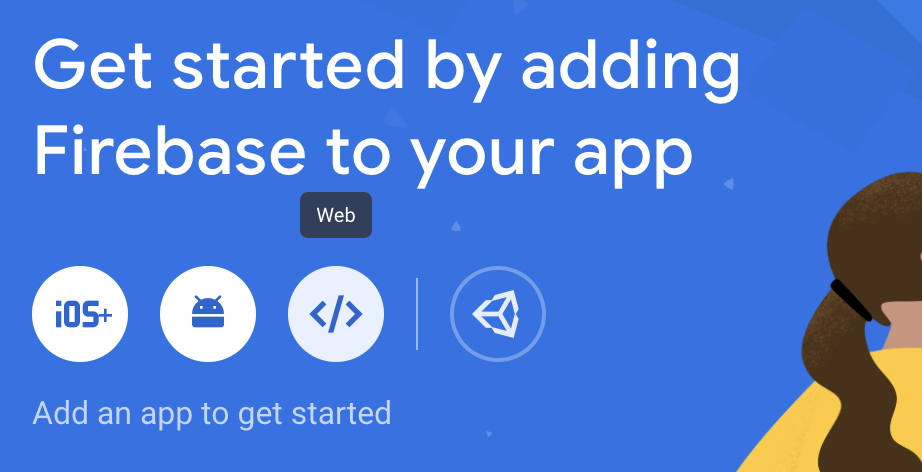 Get started by adding
Firebase to your app
Web
iOS+
</>
Add an app to get started